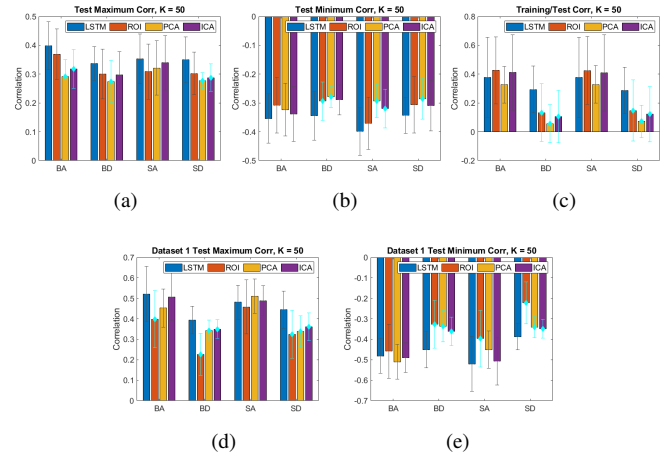 Test Maximum Corr, K = 50
LSTM ROI PCA ICA
Correlation
0.5
0.4
0.3
0.2
0.1
0
BA BD SA SD
(a)
Test Minimum Corr, K = 50
LSTM ROI PCA ICA
Correlation
0
-0.1
-0.2
-0.3
-0.4
-0.5
BA BD SA SD
(b)
Training/Test Corr, K = 50
LSTM ROI PCA ICA
Correlation
0.8
0.6
0.4
0.2
0
-0.2
BA BD SA SD
(c)
Dataset 1 Test Maximum Corr, K = 50
LSTM ROI PCA ICA
Correlation
0.7
0.6
0.5
0.4
0.3
0.2
0.1
0
BA BD SA SD
(d)
Dataset 1 Test Minimum Corr, K = 50
LSTM ROI PCA ICA
Correlation
0
-0.1
-0.2
-0.3
-0.4
-0.5
-0.6
-0.7
BA BD SA SD
(e)